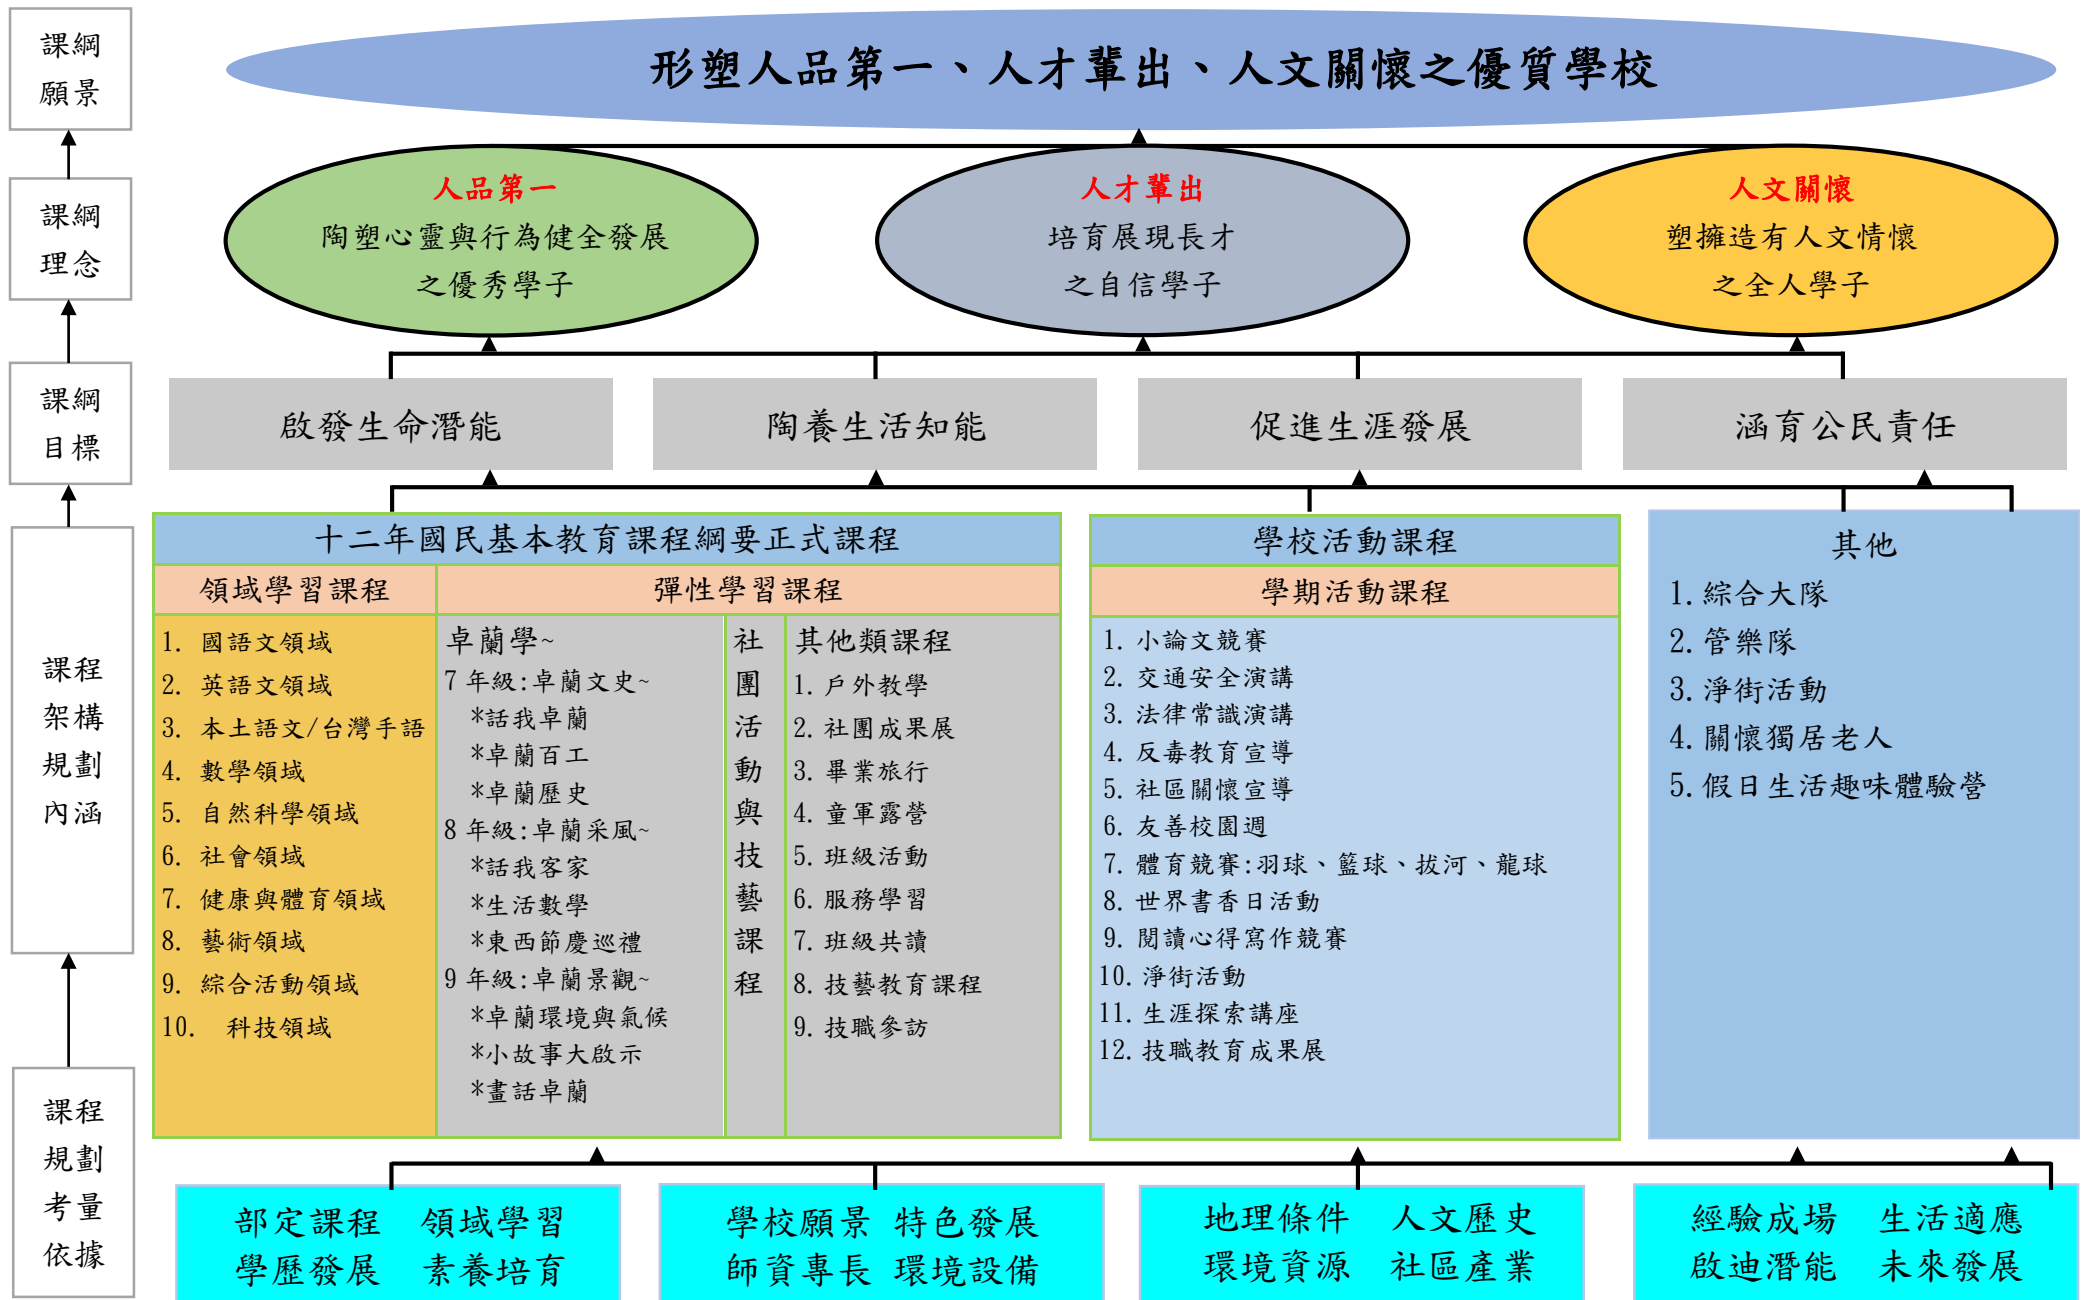 課綱
願景
形塑人品第一、人才輩出、人文關懷之優質學校
課綱
理念
人品第一
陶塑心靈與行為健全發展
之優秀學子
人才輩出
培育展現長才
之自信學子
人文關懷
塑擁造有人文情懷
之全人學子
課綱
目標
啟發生命潛能
陶養生活知能
促進生涯發展
涵育公民責任
課程
架構
規劃
內涵
十二年國民基本教育課程綱要正式課程
領域學習課程
1. 國語文領域
2. 英語文領域
3. 本土語文/台灣手語
4. 數學領域
5. 自然科學領域
6. 社會領域
7. 健康與體育領域
8. 藝術領域
9. 綜合活動領域
10. 科技領域
彈性學習課程
卓蘭學~
7 年級:卓蘭文史~
*話我卓蘭
*卓蘭百工
*卓蘭歷史
8 年級:卓蘭采風~
*話我客家
*生活數學
*東西節慶巡禮
9 年級:卓蘭景觀~
*卓蘭環境與氣候
*小故事大啟示
*畫話卓蘭
社團活動與技藝課程
其他類課程
1. 戶外教學
2. 社團成果展
3. 畢業旅行
4. 童軍露營
5. 班級活動
6. 服務學習
7. 班級共讀
8. 技藝教育課程
9. 技職參訪
學校活動課程
學期活動課程
1. 小論文競賽
2. 交通安全演講
3. 法律常識演講
4. 反毒教育宣導
5. 社區關懷宣導
6. 友善校園週
7. 體育競賽:羽球、籃球、拔河、龍球
8. 世界書香日活動
9. 閱讀心得寫作競賽
10. 淨街活動
11. 生涯探索講座
12. 技職教育成果展
其他
1. 綜合大隊
2. 管樂隊
3. 淨街活動
4. 關懷獨居老人
5. 假日生活趣味體驗營
課程
規劃
考量
依據
部定課程 領域學習
學歷發展 素養培育
學校願景 特色發展
師資專長 環境設備
地理條件 人文歷史
環境資源 社區產業
經驗成場 生活適應
啟迪潛能 未來發展